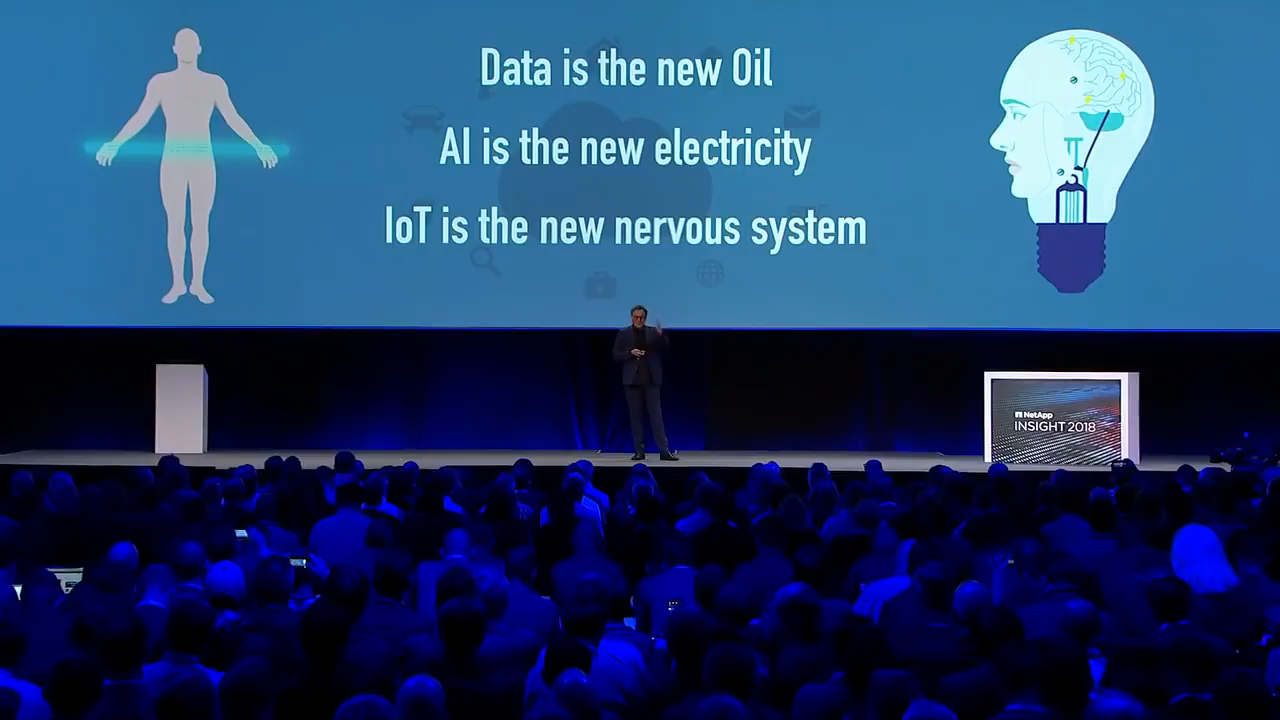 Data is the new Oil
AI is the new electricity
IoT is the new nervous system
NetApp
INSIGHT 2018